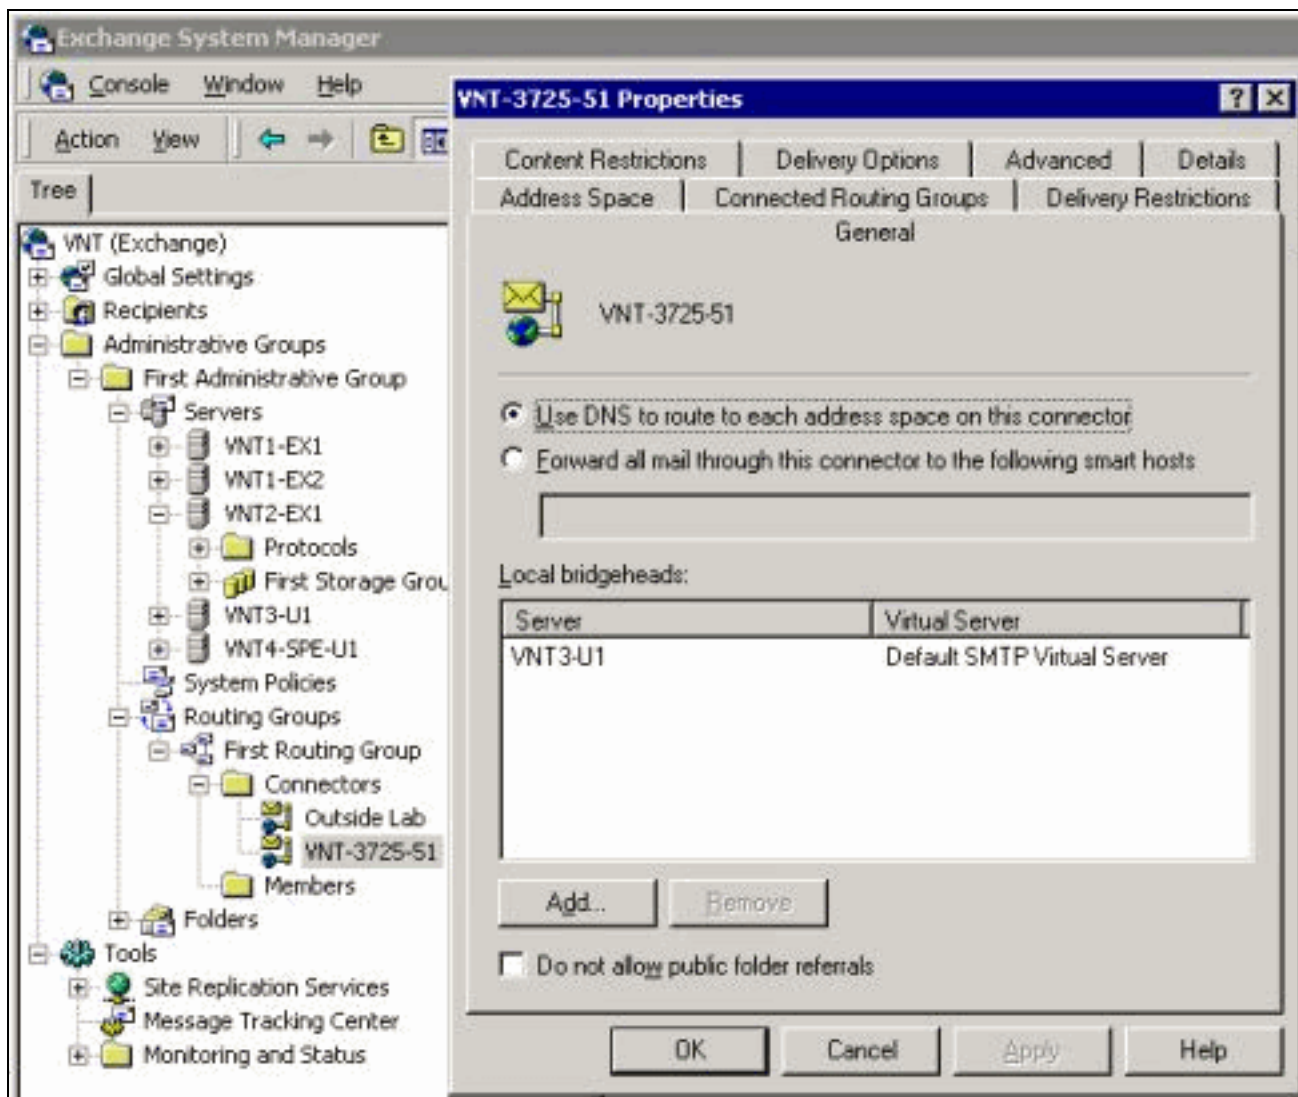 Exchange System Manager
Console Window Help
Action View
Tree
VNT (Exchange)
Global Settings
Recipients
Administrative Groups
First Administrative Group
Servers
VNT1-EX1
VNT1-EX2
VNT2-EX1
Protocols
First Storage Grou
VNT3-U1
VNT4-SPE-U1
System Policies
Routing Groups
First Routing Group
Connectors
Outside Lab
VNT-3725-51
Members
Folders
Tools
Site Replication Services
Message Tracking Center
Monitoring and Status
VNT-3725-51 Properties
Content Restrictions Delivery Options Advanced Details
Address Space Connected Routing Groups Delivery Restrictions
General
VNT-3725-51
Use DNS to route to each address space on this connector
Forward all mail through this connector to the following smart hosts
Local bridgeheads:
Server Virtual Server
VNT3-U1 Default SMTP Virtual Server
Add... Remove
Do not allow public folder referrals
OK Cancel Apply Help